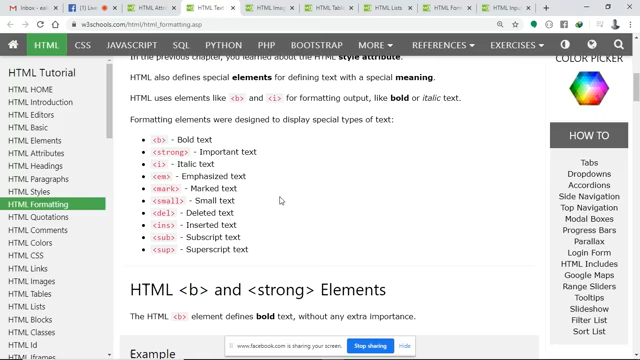 Inbox - eal
Live
HTML Attri
HTML Text
HTML Imag
HTML Table
HTML Lists
HTML Form
HTML Input
w3schools.com/html/html_formatting.asp
HTML CSS JAVASCRIPT SQL PYTHON PHP BOOTSTRAP MORE REFERENCES EXERCISES
HTML Tutorial
HTML HOME
HTML Introduction
HTML Editors
HTML Basic
HTML Elements
HTML Attributes
HTML Headings
HTML Paragraphs
HTML Styles
HTML Formatting
HTML Quotations
HTML Comments
HTML Colors
HTML CSS
HTML Links
HTML Images
HTML Tables
HTML Lists
HTML Blocks
HTML Classes
HTML Id
In the previous chapter, you learned about the HTML style attribute.
HTML also defines special elements for defining text with a special meaning.
HTML uses elements like <b> and <i> for formatting output, like bold or italic text.
Formatting elements were designed to display special types of text:
<b> - Bold text
<strong> - Important text
<i> - Italic text
<em> - Emphasized text
<mark> - Marked text
<small> - Small text
<del> - Deleted text
<ins> - Inserted text
<sub> - Subscript text
<sup> - Superscript text
HTML <b> and <strong> Elements
The HTML <b> element defines bold text, without any extra importance.
Example
www.facebook.com is sharing your screen. Stop sharing Hide
COLOR PICKER
HOW TO
Tabs
Dropdowns
Accordions
Side Navigation
Top Navigation
Modal Boxes
Progress Bars
Parallax
Login Form
HTML Includes
Google Maps
Range Sliders
Tooltips
Slideshow
Filter List
Sort List